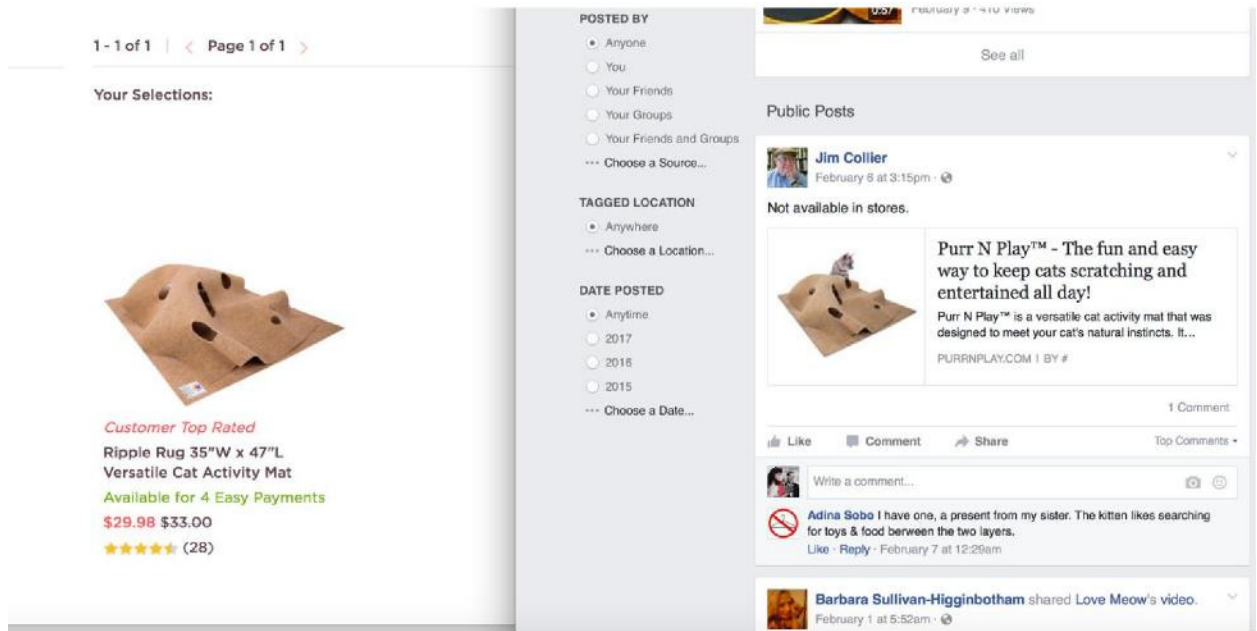 1 - 1 of 1 | < Page 1 of 1 >
Your Selections:
Customer Top Rated
Ripple Rug 35"W x 47"L
Versatile Cat Activity Mat
Available for 4 Easy Payments
$29.98 $33.00
(28)
POSTED BY
Anyone
You
Your Friends
Your Groups
Your Friends and Groups
Choose a Source...
TAGGED LOCATION
Anywhere
Choose a Location...
DATE POSTED
Anytime
2017
2016
2015
Choose a Date...
0:57
February 9 · 410 Views
See all
Public Posts
Jim Collier
February 6 at 3:15pm ·
Not available in stores.
Purr N Play™ - The fun and easy
way to keep cats scratching and
entertained all day!
Purr N Play™ is a versatile cat activity mat that was
designed to meet your cat's natural instincts. It...
PURRNPLAY.COM | BY #
1 Comment
Like Comment Share Top Comments
Write a comment...
Adina Sobo I have one, a present from my sister. The kitten likes searching
for toys & food berween the two layers.
Like · Reply · February 7 at 12:29am
Barbara Sullivan-Higginbotham shared Love Meow's video.
February 1 at 5:52am ·